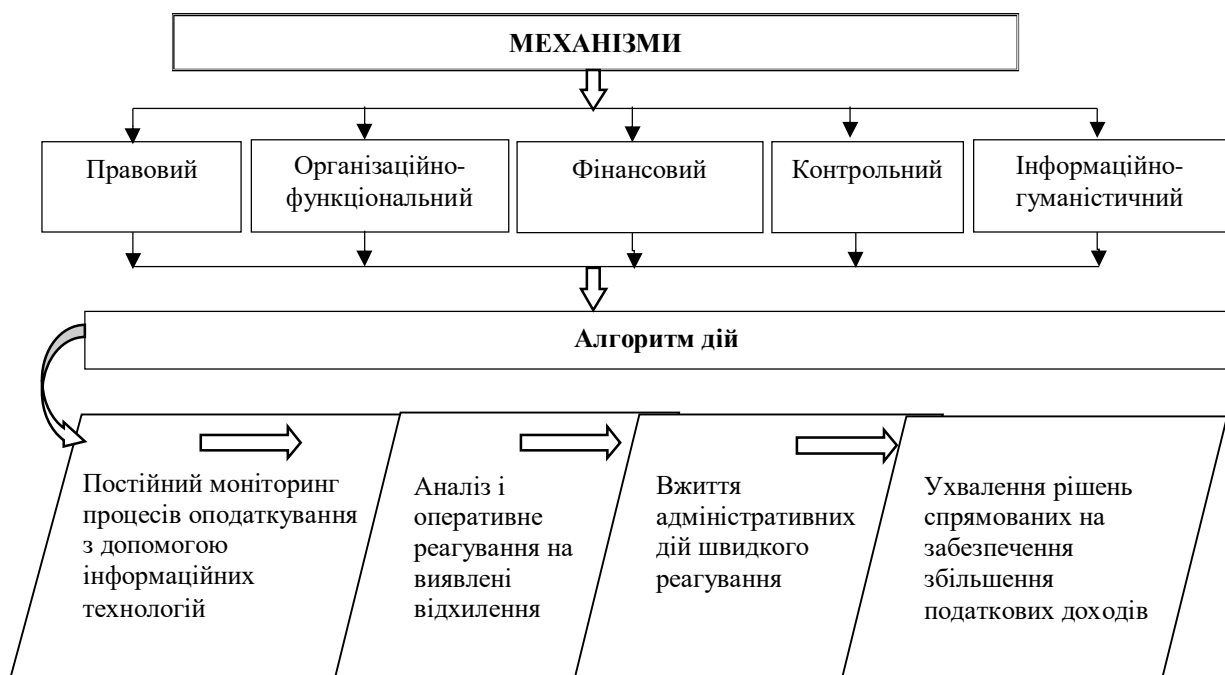 МЕХАНІЗМИ
Правовий
Організаційно-
функціональний
Фінансовий
Контрольний
Інформаційно-
гуманістичний
Алгоритм дій
Постійний моніторинг
процесів оподаткування
з допомогою
інформаційних
технологій
Аналіз і
оперативне
реагування на
виявлені
відхилення
Вжиття
адміністративних
дій швидкого
реагування
Ухвалення рішень
спрямованих на
забезпечення
збільшення
податкових доходів